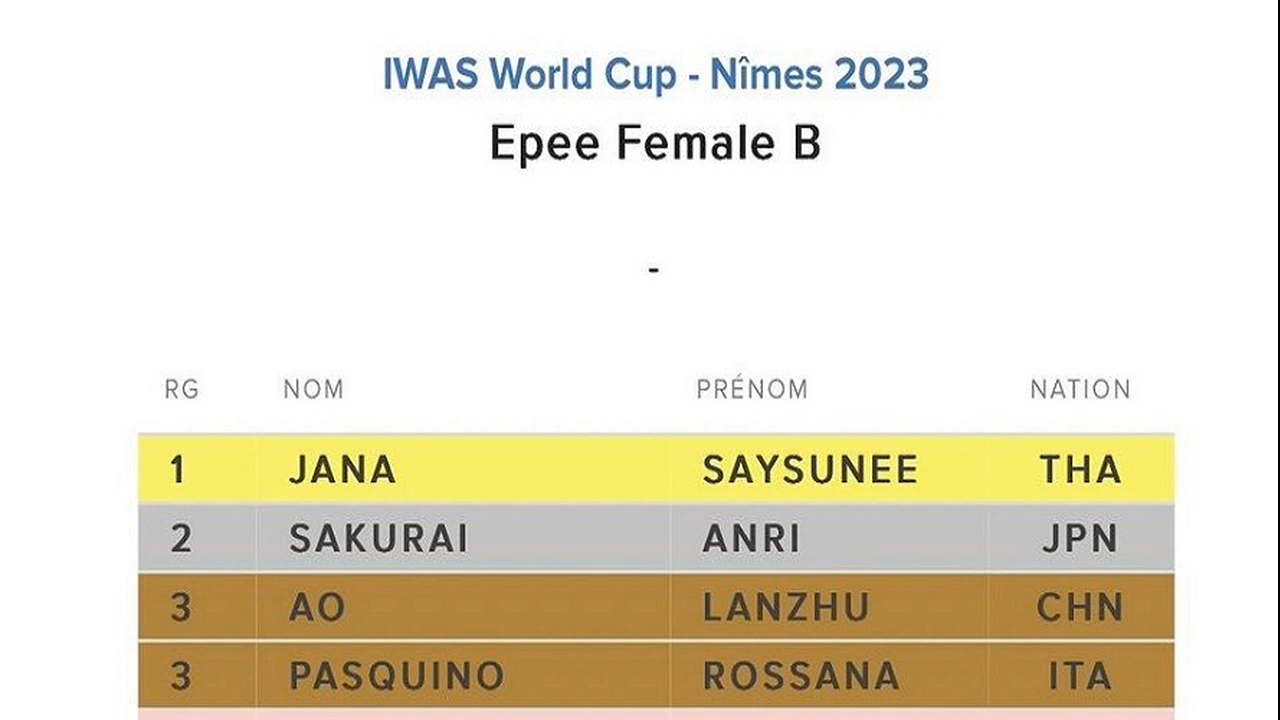 IWAS World Cup - Nîmes 2023
Epee Female B
-
RG NOM PRÉNOM NATION
1 JANA SAYSUNEE THA
2 SAKURAI ANRI JPN
3 AO LANZHU CHN
3 PASQUINO ROSSANA ITA